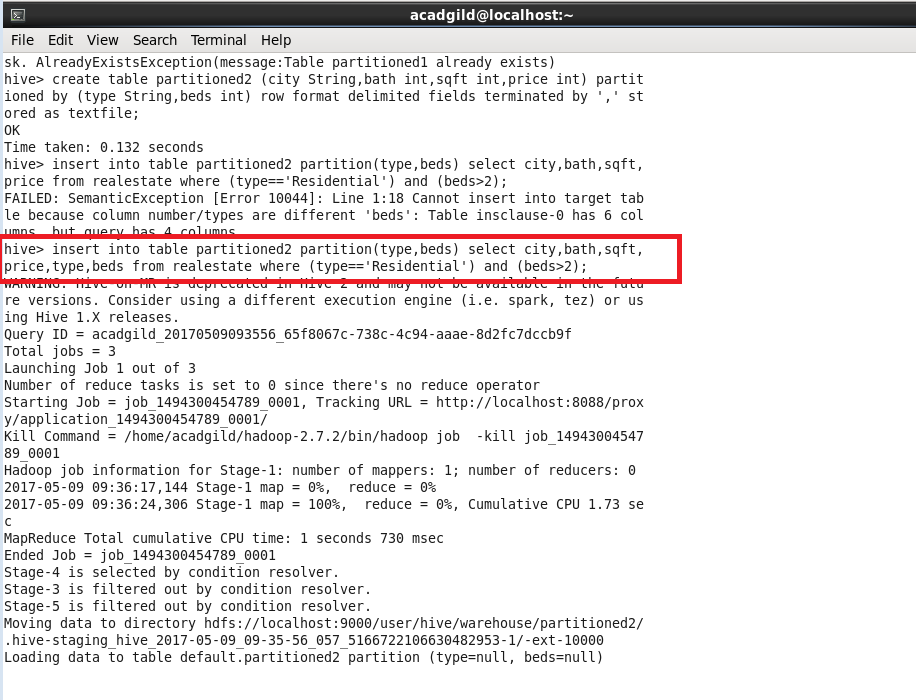 acadgild@localhost:~
File Edit View Search Terminal Help
sk. AlreadyExistsException(message:Table partitioned1 already exists)
hive> create table partitioned2 (city String,bath int,sqft int,price int) partit
ioned by (type String,beds int) row format delimited fields terminated by ',' st
ored as textfile;
OK
Time taken: 0.132 seconds
hive> insert into table partitioned2 partition(type,beds) select city,bath,sqft,
price from realestate where (type=='Residential') and (beds>2);
FAILED: SemanticException [Error 10044]: Line 1:18 Cannot insert into target tab
le because column number/types are different 'beds': Table insclause-0 has 6 col
umns, but query has 4 columns.
hive> insert into table partitioned2 partition(type,beds) select city,bath,sqft,
price,type,beds from realestate where (type=='Residential') and (beds>2);
WARNING: Hive-on-MR is deprecated in Hive 2 and may not be available in the futu
re versions. Consider using a different execution engine (i.e. spark, tez) or us
ing Hive 1.X releases.
Query ID = acadgild_20170509093556_65f8067c-738c-4c94-aaae-8d2fc7dccb9f
Total jobs = 3
Launching Job 1 out of 3
Number of reduce tasks is set to 0 since there's no reduce operator
Starting Job = job_1494300454789_0001, Tracking URL = http://localhost:8088/prox
y/application_1494300454789_0001/
Kill Command = /home/acadgild/hadoop-2.7.2/bin/hadoop job  -kill job_14943004547
89_0001
Hadoop job information for Stage-1: number of mappers: 1; number of reducers: 0
2017-05-09 09:36:17,144 Stage-1 map = 0%,  reduce = 0%
2017-05-09 09:36:24,306 Stage-1 map = 100%,  reduce = 0%, Cumulative CPU 1.73 se
c
MapReduce Total cumulative CPU time: 1 seconds 730 msec
Ended Job = job_1494300454789_0001
Stage-4 is selected by condition resolver.
Stage-3 is filtered out by condition resolver.
Stage-5 is filtered out by condition resolver.
Moving data to directory hdfs://localhost:9000/user/hive/warehouse/partitioned2/
.hive-staging_hive_2017-05-09_09-35-56_057_5166722106630482953-1/-ext-10000
Loading data to table default.partitioned2 partition (type=null, beds=null)